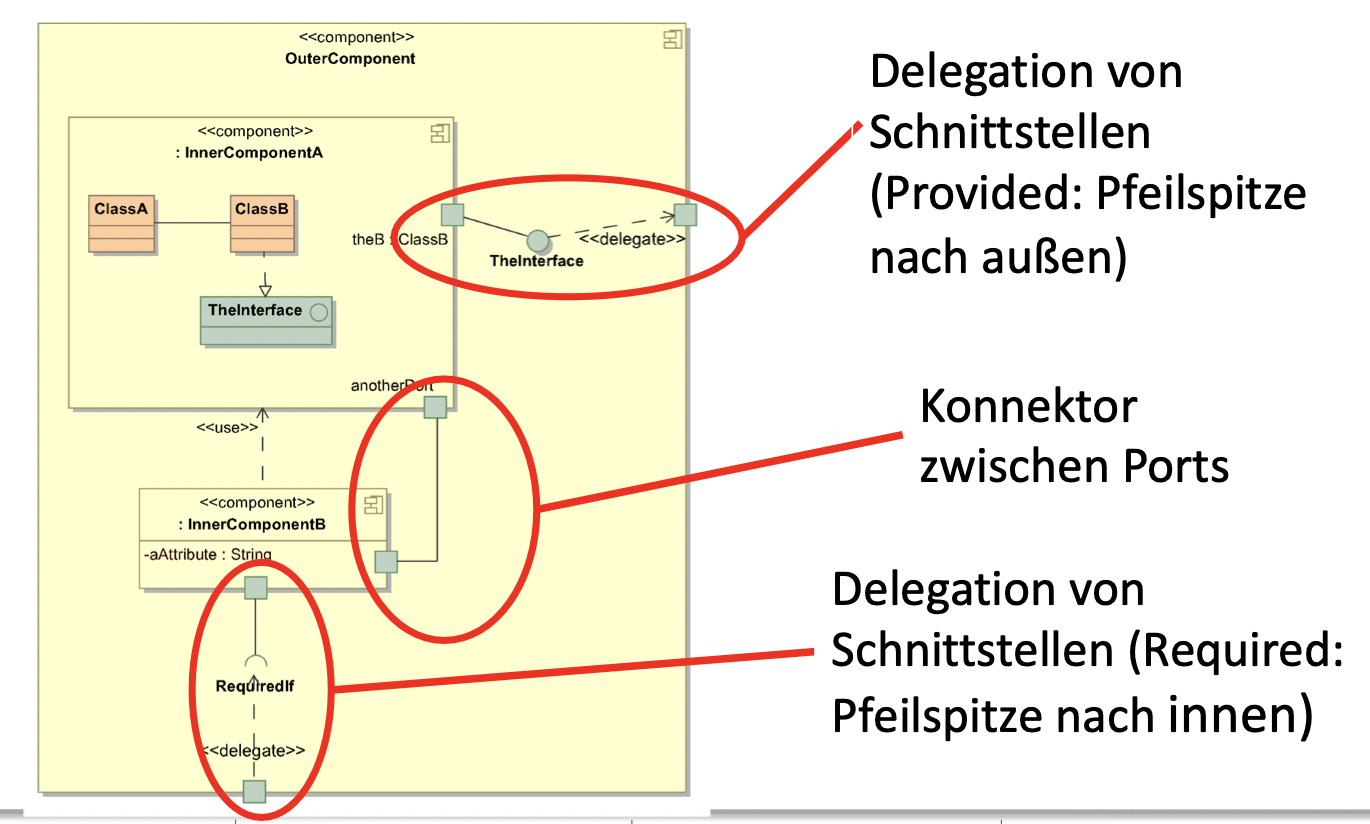 <<component>>
OuterComponent
<<component>>
: InnerComponentA
ClassA
ClassB
theB : ClassB
<<delegate>>
TheInterface
TheInterface
anotherPort
<<use>>
<<component>>
: InnerComponentB
-aAttribute : String
RequiredIf
<<delegate>>
Delegation von
Schnittstellen
(Provided: Pfeilspitze
nach außen)
Konnektor
zwischen Ports
Delegation von
Schnittstellen (Required:
Pfeilspitze nach innen)